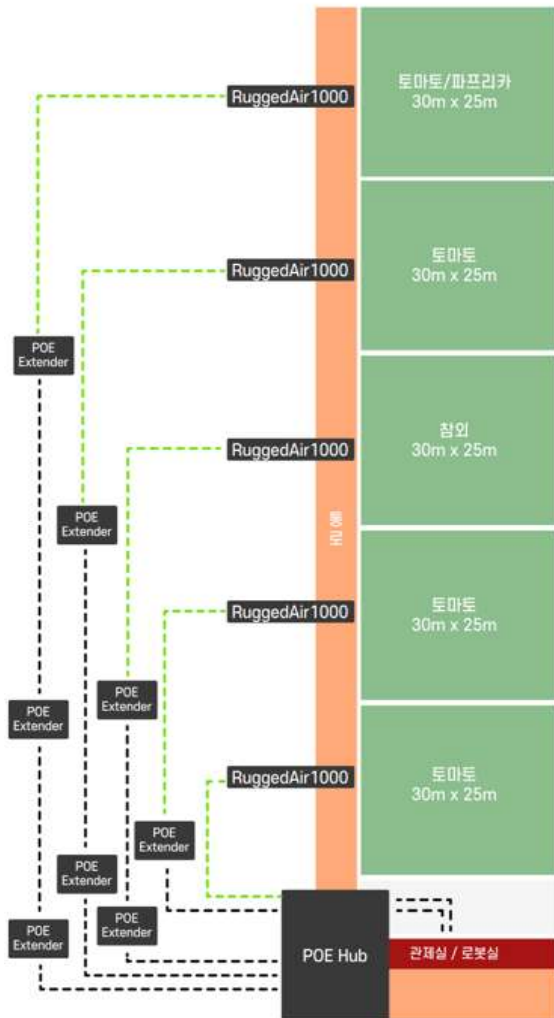 토마토/파프리카
30m x 25m
RuggedAir1000
토마토
30m x 25m
RuggedAir1000
POE
Extender
참외
30m x 25m
RuggedAir1000
POE
Extender
통로
토마토
30m x 25m
RuggedAir1000
POE
Extender
POE
Extender
토마토
30m x 25m
RuggedAir1000
POE
Extender
POE
Extender
POE
Extender
POE
Extender
POE Hub
관제실 / 로봇실